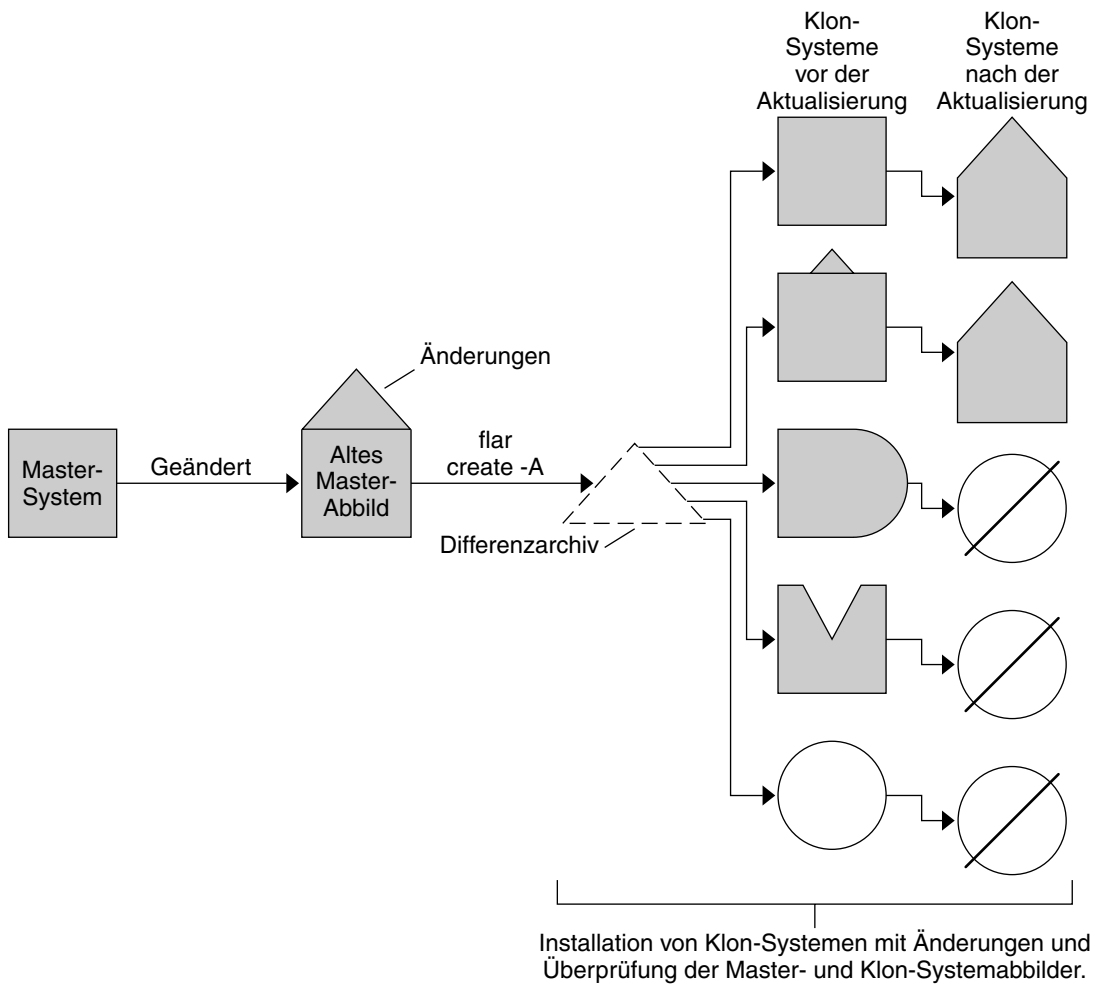 Klon-
Systeme
vor der
Aktualisierung
Klon-
Systeme
nach der
Aktualisierung
Änderungen
Master-
System
Geändert
Altes
Master-
Abbild
flar
create -A
Differenzarchiv
Installation von Klon-Systemen mit Änderungen und
Überprüfung der Master- und Klon-Systemabbilder.